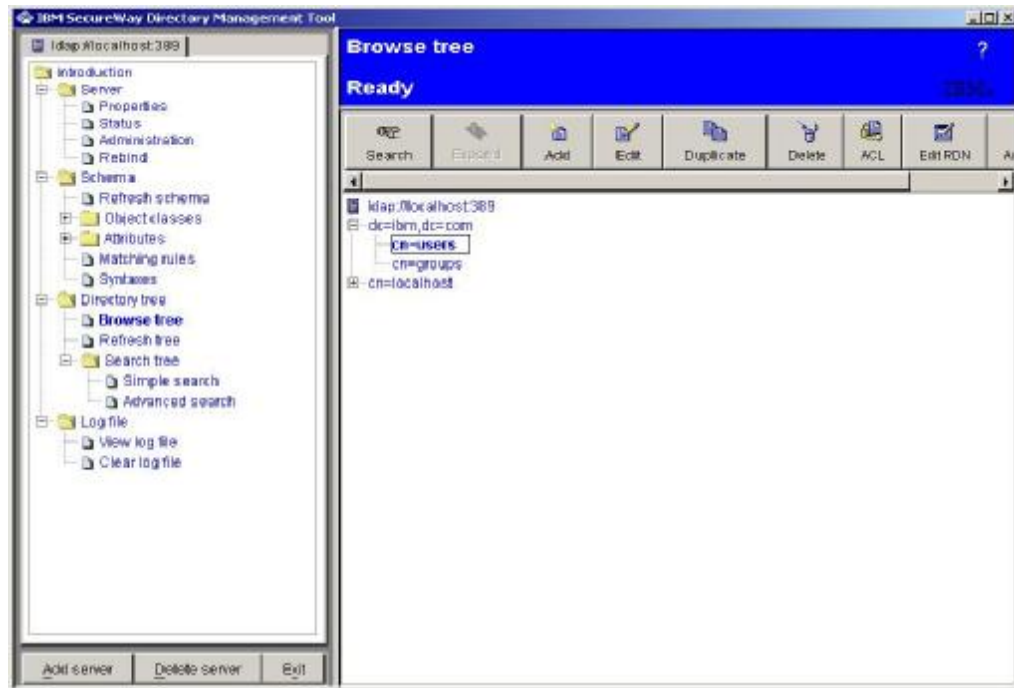 IBM SecureWay Directory Management Tool
ldap://localhost:389
Introduction
Server
Properties
Status
Administration
Rebind
Schema
Refresh schema
Object classes
Attributes
Matching rules
Syntaxes
Directory tree
Browse tree
Refresh tree
Search tree
Simple search
Advanced search
Log file
View log file
Clear log file
Add server Delete server Exit
Browse tree ?
Ready IBM
Search Expand Add Edit Duplicate Delete ACL Edit RDN
ldap://localhost:389
dc=ibm,dc=com
cn=users
cn=groups
cn=localhost